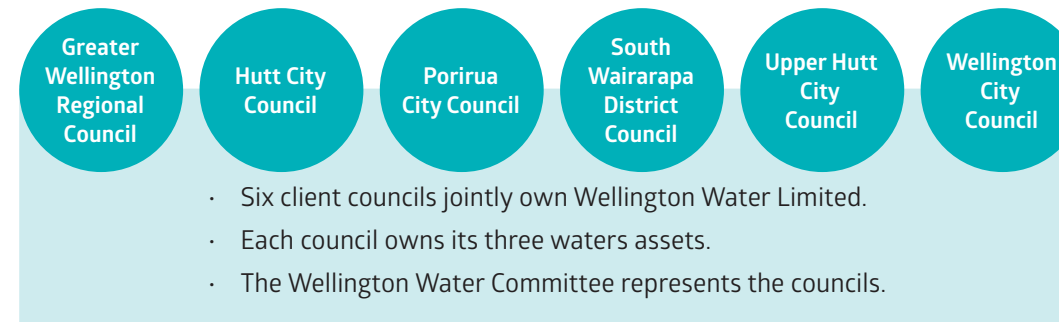 Greater
Wellington
Regional
Council
Hutt City
Council
Porirua
City Council
South
Wairarapa
District
Council
Upper Hutt
City
Council
Wellington
City
Council
· Six client councils jointly own Wellington Water Limited.
· Each council owns its three waters assets.
· The Wellington Water Committee represents the councils.